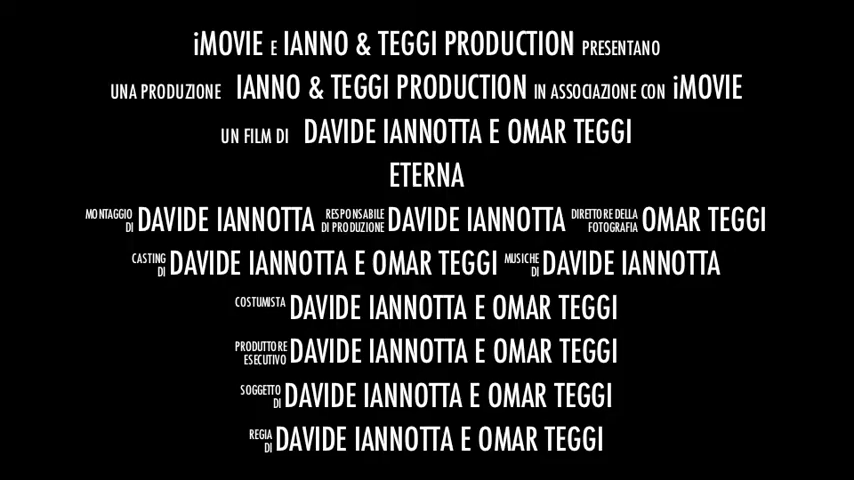 iMOVIE E IANNO & TEGGI PRODUCTION PRESENTANO
UNA PRODUZIONE IANNO & TEGGI PRODUCTION IN ASSOCIAZIONE CON iMOVIE
UN FILM DI DAVIDE IANNOTTA E OMAR TEGGI
ETERNA
MONTAGGIO DI DAVIDE IANNOTTA RESPONSABILE DI PRODUZIONE DAVIDE IANNOTTA DIRETTORE DELLA FOTOGRAFIA OMAR TEGGI
CASTING DI DAVIDE IANNOTTA E OMAR TEGGI MUSICHE DI DAVIDE IANNOTTA
COSTUMISTA DAVIDE IANNOTTA E OMAR TEGGI
PRODUTTORE ESECUTIVO DAVIDE IANNOTTA E OMAR TEGGI
SOGGETTO DI DAVIDE IANNOTTA E OMAR TEGGI
REGIA DI DAVIDE IANNOTTA E OMAR TEGGI